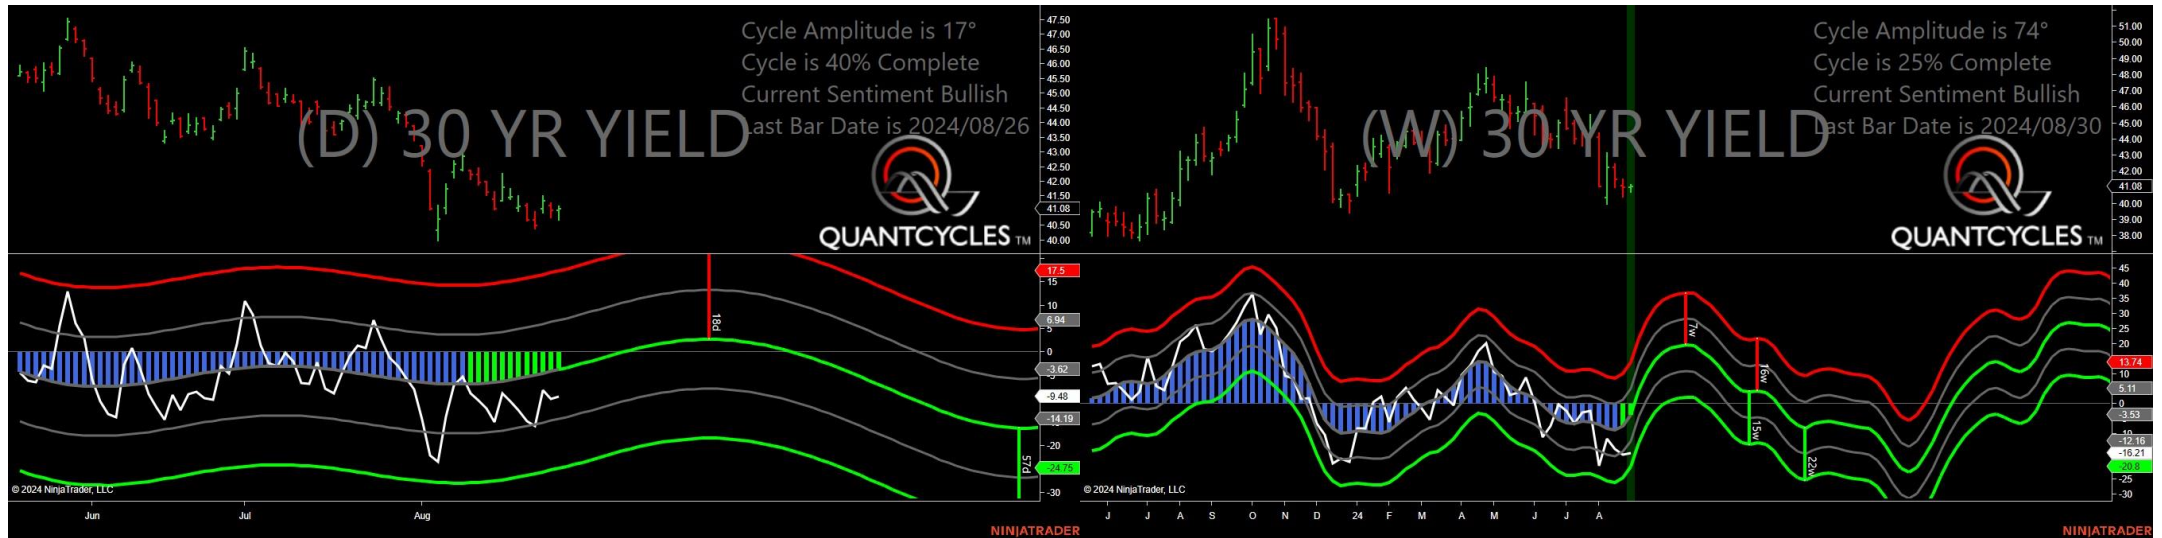 Cycle Amplitude is 17°
Cycle is 40% Complete
Current Sentiment Bullish
Last Bar Date is 2024/08/26
(D) 30 YR YIELD
QUANTCYCLES TM
47.50
47.00
46.50
46.00
45.50
45.00
44.50
44.00
43.50
43.00
42.50
42.00
41.50
41.08
40.50
40.00
17.5
15
10
6.94
5
0
-3.62
-9.48
-14.19
-20
-24.75
-30
18d
57d
© 2024 NinjaTrader, LLC
Jun
Jul
Aug
NINJATRADER
Cycle Amplitude is 74°
Cycle is 25% Complete
Current Sentiment Bullish
Last Bar Date is 2024/08/30
(W) 30 YR YIELD
QUANTCYCLES TM
51.00
50.00
49.00
48.00
47.00
46.00
45.00
44.00
43.00
42.00
41.08
40.00
39.00
38.00
45
35
30
25
20
13.74
10
5.11
0
-3.53
-12.16
-16.21
-20.8
-25
-30
7w
16w
15w
22w
© 2024 NinjaTrader, LLC
J
J
A
S
O
N
D
24
F
M
A
M
J
J
A
NINJATRADER